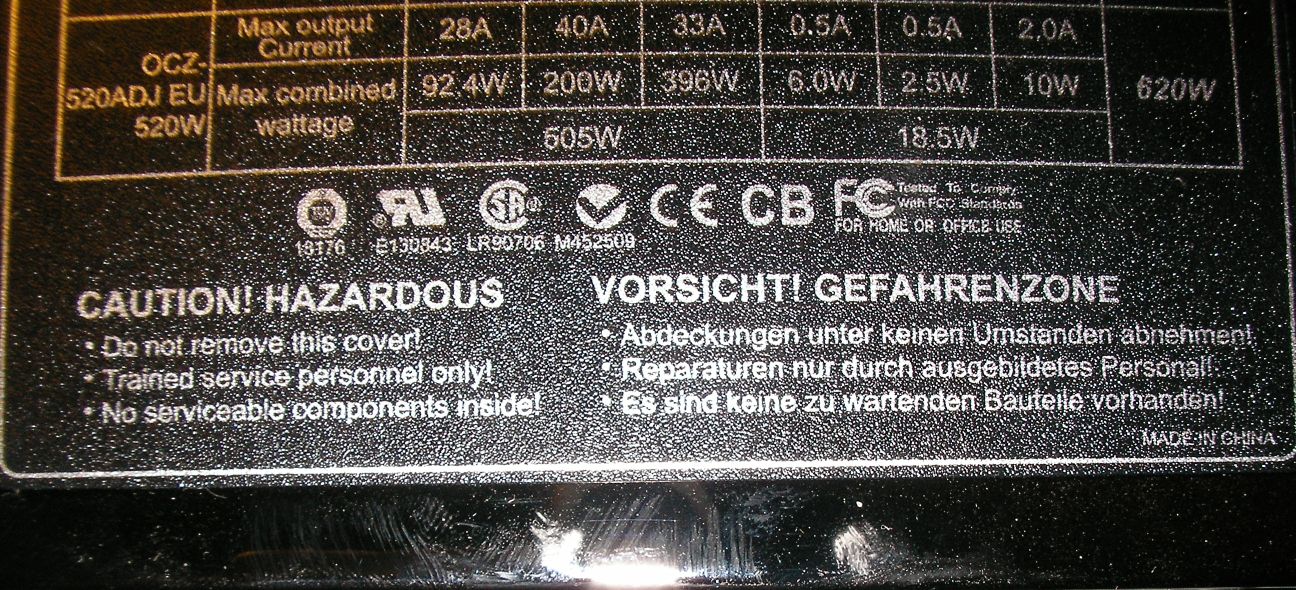 Max output 28A 40A 33A 0.5A 0.5A 2.0A
Current
OCZ-
520ADJ EU Max combined 92.4W 200W 396W 6.0W 2.5W 10W 620W
520W wattage 605W 18.5W
FC Tested To Comply
With FCC Standards
FOR HOME OR OFFICE USE
CE CB
E130843 LR90706 M452509
CAUTION! HAZARDOUS
• Do not remove this cover!
• Trained service personnel only!
• No serviceable components inside!
VORSICHT! GEFAHRENZONE
• Abdeckungen unter keinen Umstanden abnehmen!
• Reparaturen nur durch ausgebildetes Personal!
• Es sind keine zu wartenden Bauteile vorhanden!
MADE IN CHINA